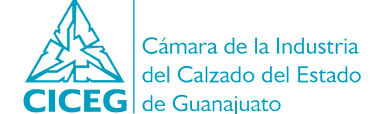 CICEG
Cámara de la Industria
del Calzado del Estado
de Guanajuato